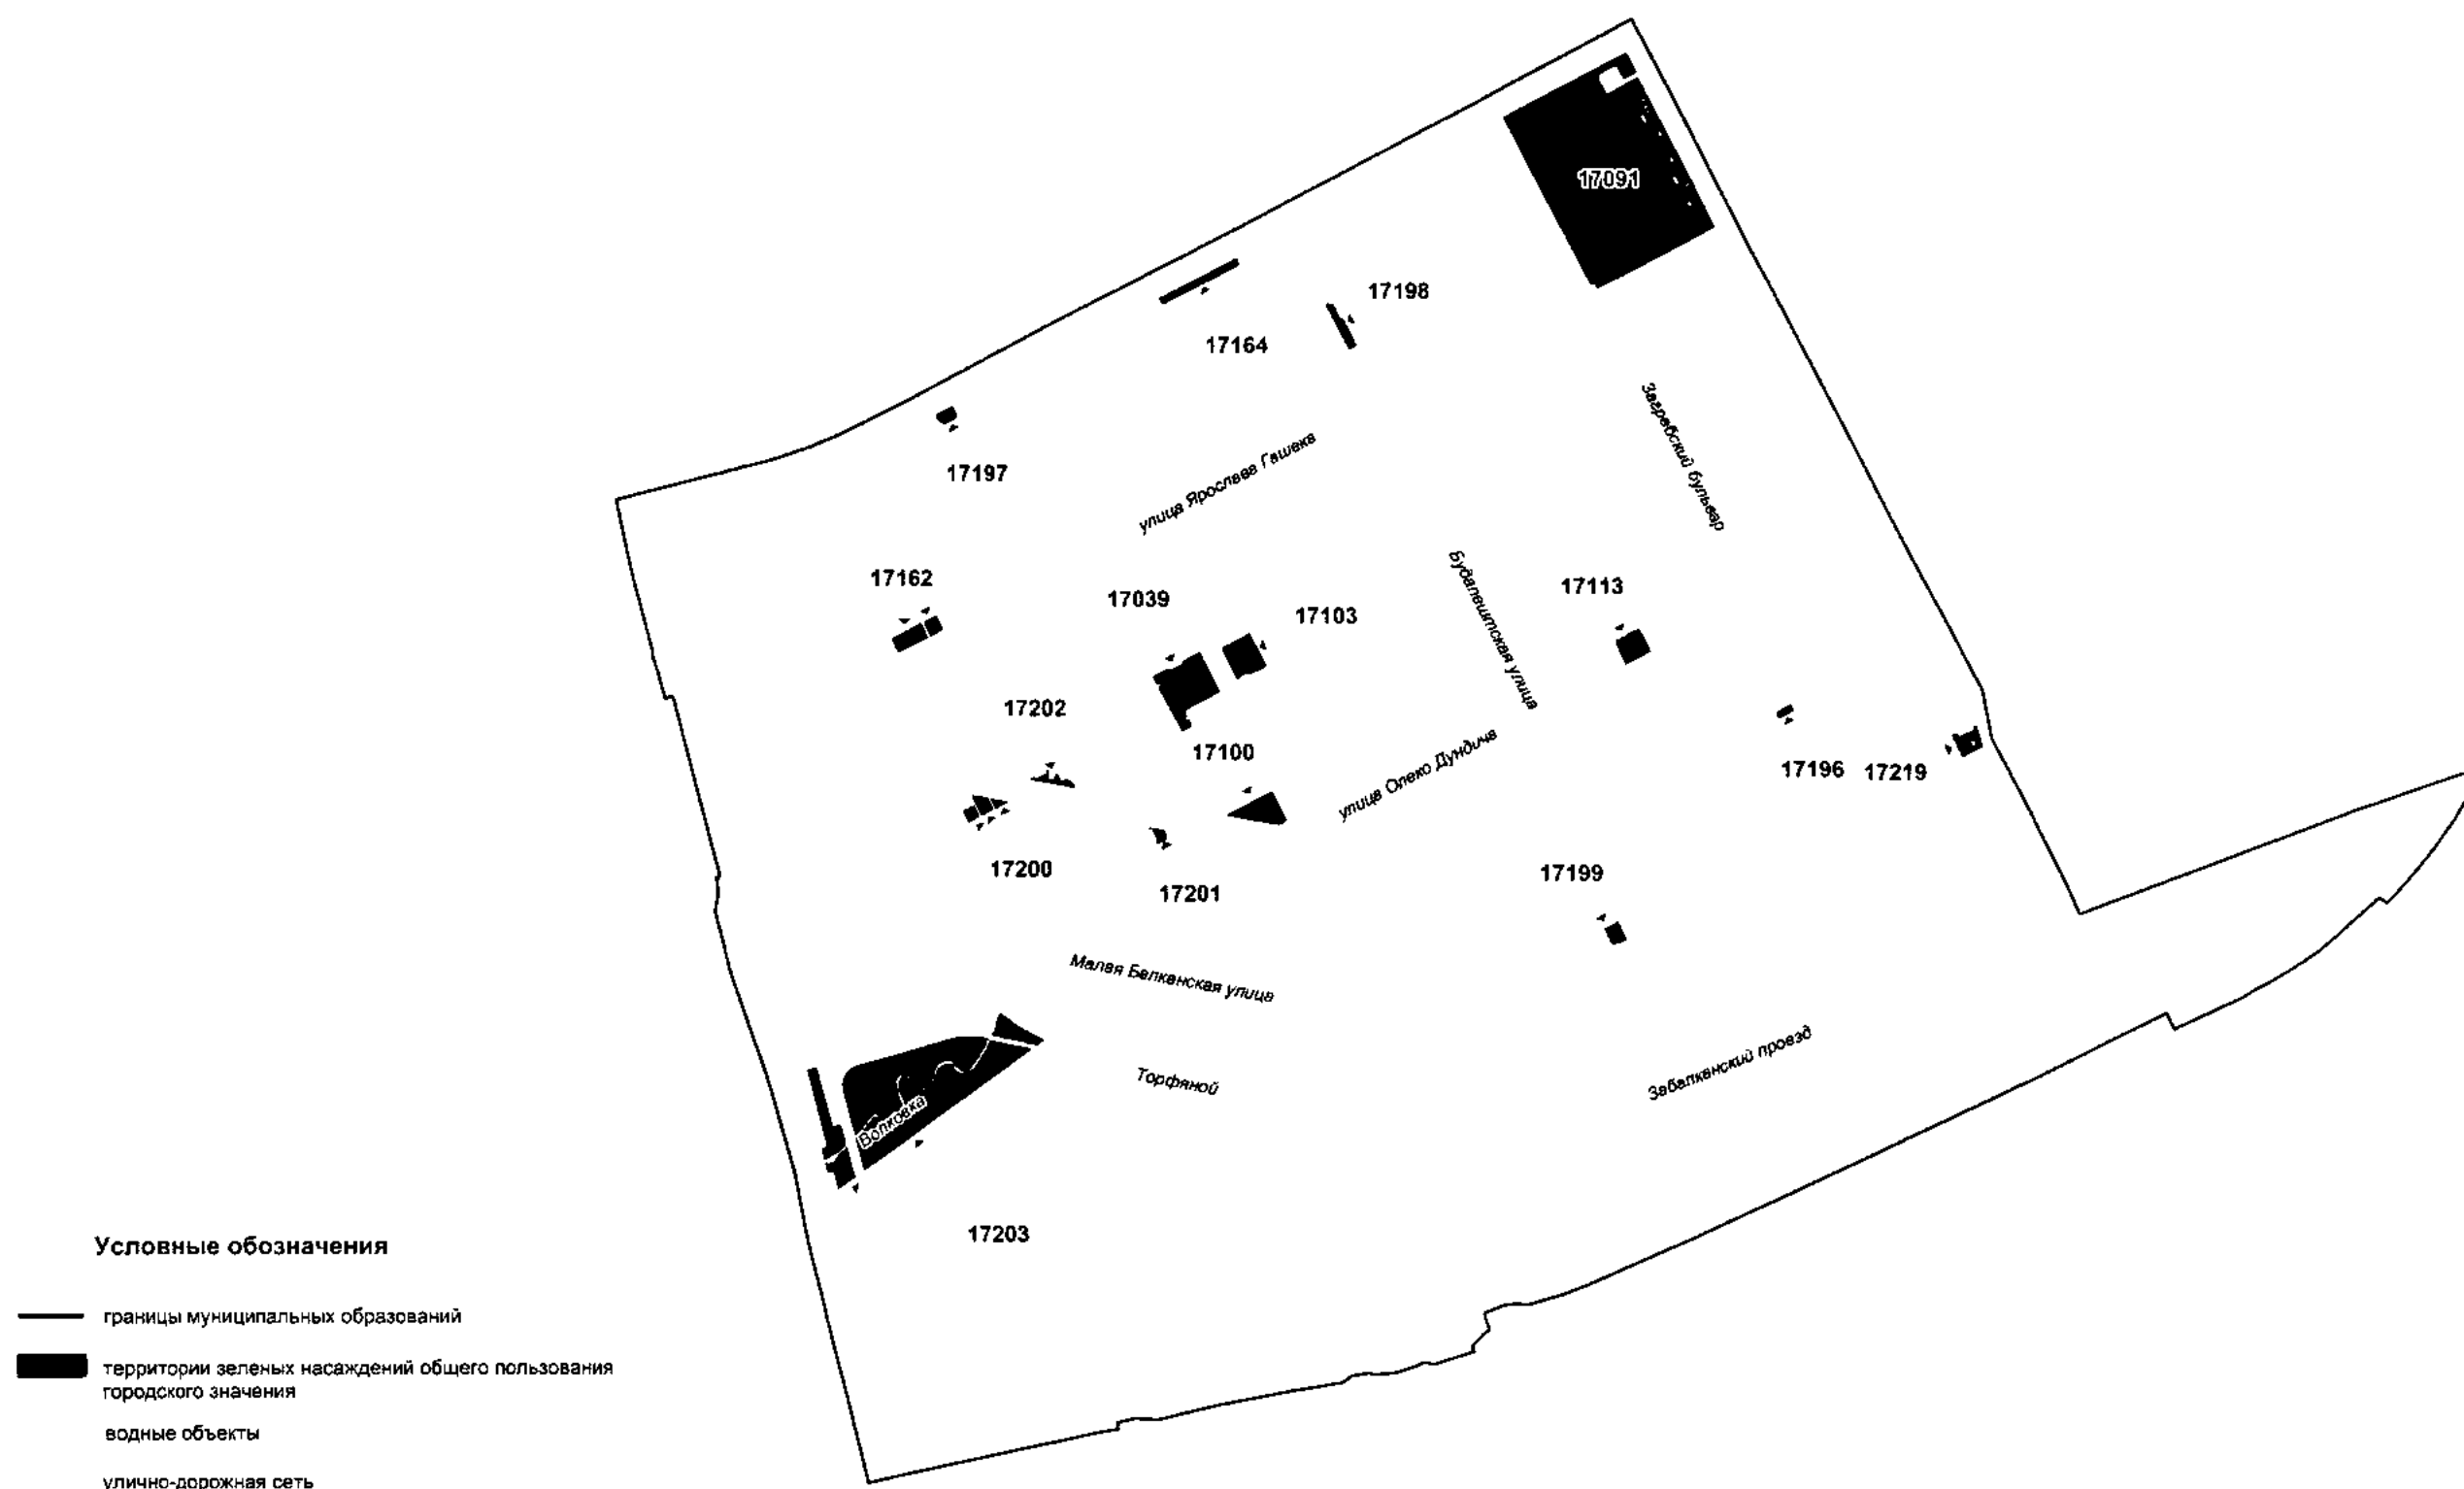 17091
17198
17164
Загребский бульвар
17197
улица Ярослава Гашека
17162
17039
17103
Будапештская улица
17113
17202
17100
улица Олеко Дундича
17196
17219
17200
17201
17199
Малая Балканская улица
Торфяной
Забалканский проезд
Волковка
17203
Условные обозначения
границы муниципальных образований
территории зеленых насаждений общего пользования
городского значения
водные объекты
улично-дорожная сеть